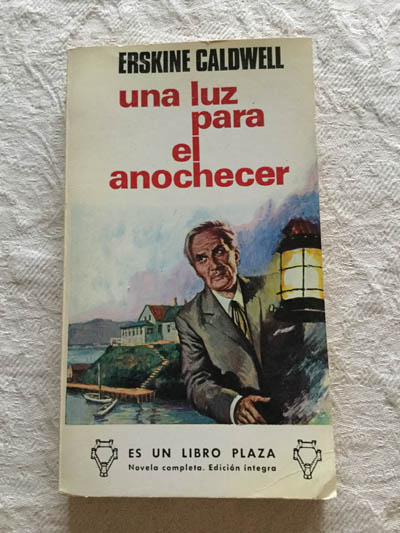 ERSKINE CALDWELL
una luz
para
el
anochecer
ES UN LIBRO PLAZA
Novela completa. Edición íntegra